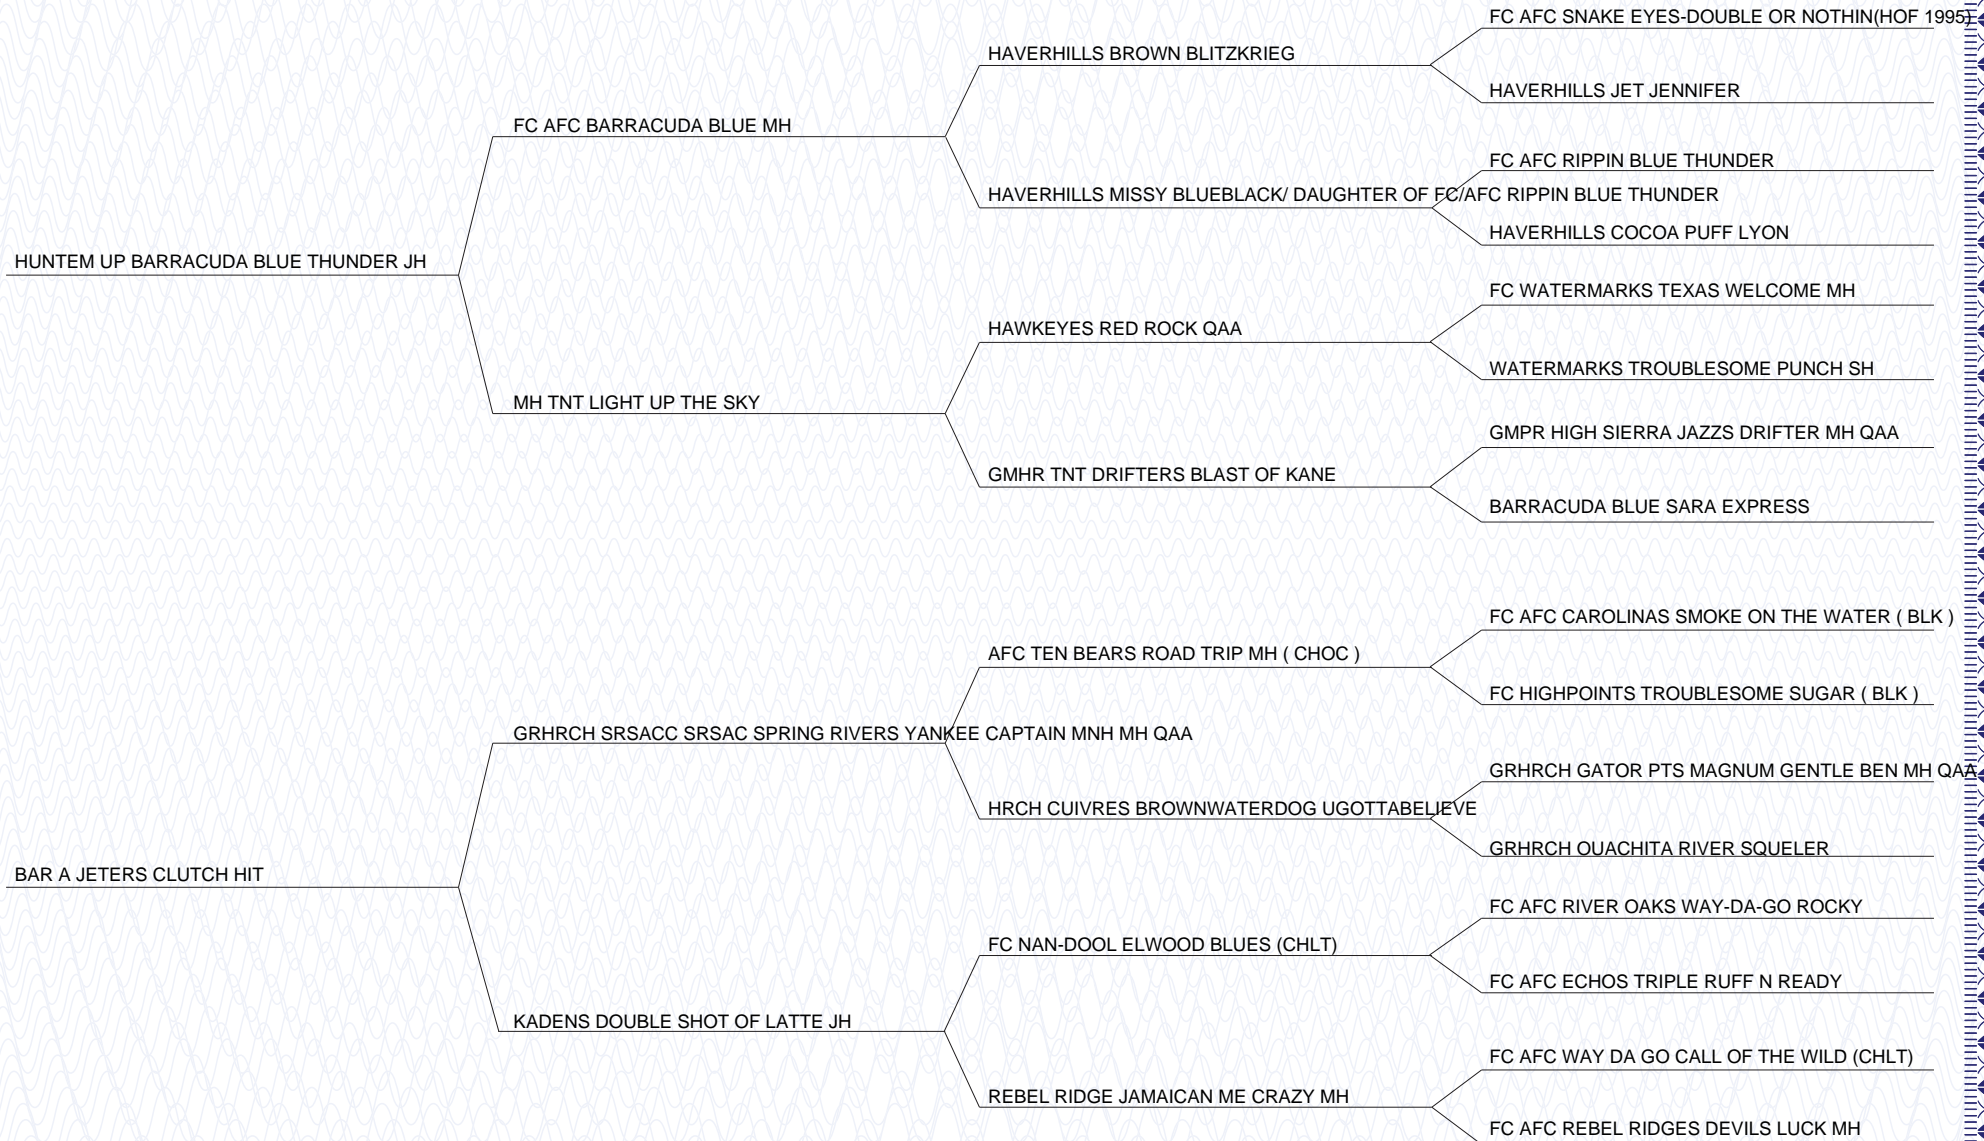 FC AFC SNAKE EYES-DOUBLE OR NOTHIN(HOF 1995)
HAVERHILLS BROWN BLITZKRIEG
HAVERHILLS JET JENNIFER
FC AFC BARRACUDA BLUE MH
FC AFC RIPPIN BLUE THUNDER
HAVERHILLS MISSY BLUEBLACK/ DAUGHTER OF FC/AFC RIPPIN BLUE THUNDER
HAVERHILLS COCOA PUFF LYON
HUNTEM UP BARRACUDA BLUE THUNDER JH
FC WATERMARKS TEXAS WELCOME MH
HAWKEYES RED ROCK QAA
WATERMARKS TROUBLESOME PUNCH SH
MH TNT LIGHT UP THE SKY
GMPR HIGH SIERRA JAZZS DRIFTER MH QAA
GMHR TNT DRIFTERS BLAST OF KANE
BARRACUDA BLUE SARA EXPRESS
FC AFC CAROLINAS SMOKE ON THE WATER ( BLK )
AFC TEN BEARS ROAD TRIP MH ( CHOC )
FC HIGHPOINTS TROUBLESOME SUGAR ( BLK )
GRHRCH SRSACC SRSAC SPRING RIVERS YANKEE CAPTAIN MNH MH QAA
GRHRCH GATOR PTS MAGNUM GENTLE BEN MH QAA
HRCH CUIVRES BROWNWATERDOG UGOTTABELIEVE
GRHRCH OUACHITA RIVER SQUELER
BAR A JETERS CLUTCH HIT
FC AFC RIVER OAKS WAY-DA-GO ROCKY
FC NAN-DOOL ELWOOD BLUES (CHLT)
FC AFC ECHOS TRIPLE RUFF N READY
KADENS DOUBLE SHOT OF LATTE JH
FC AFC WAY DA GO CALL OF THE WILD (CHLT)
REBEL RIDGE JAMAICAN ME CRAZY MH
FC AFC REBEL RIDGES DEVILS LUCK MH